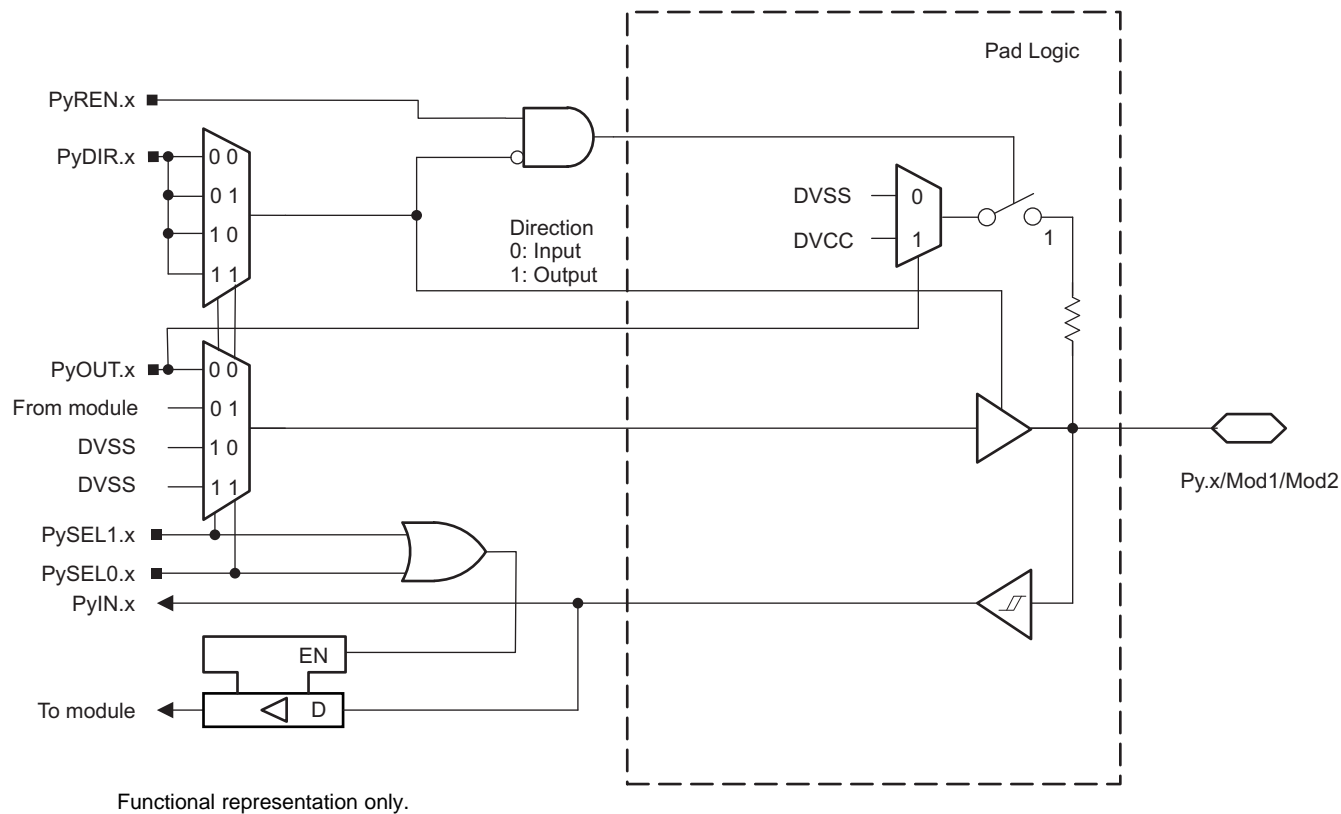 Pad Logic
PyREN.x
PyDIR.x
0 0
0 1
1 0
1 1
Direction
0: Input
1: Output
DVSS
DVCC
0
1
1
PyOUT.x
From module
DVSS
DVSS
0 0
0 1
1 0
1 1
Py.x/Mod1/Mod2
PySEL1.x
PySEL0.x
PyIN.x
EN
D
To module
Functional representation only.